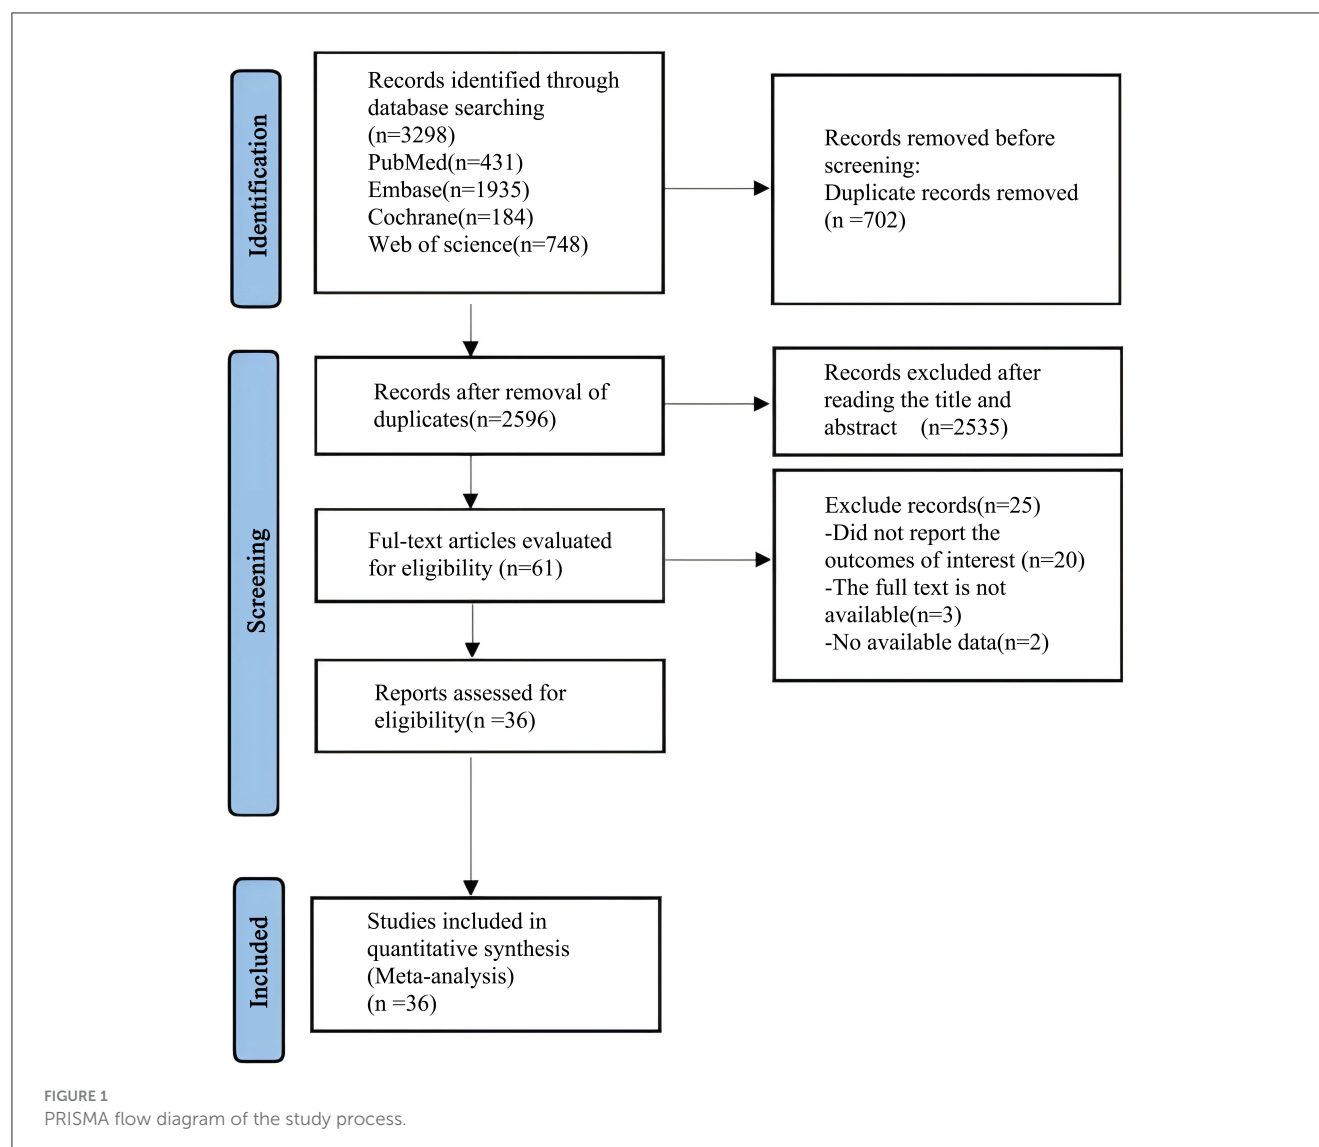 Identification
Records identified through
database searching
(n=3298)
PubMed(n=431)
Embase(n=1935)
Cochrane(n=184)
Web of science(n=748)
Records removed before
screening:
Duplicate records removed
(n =702)
Screening
Records after removal of
duplicates(n=2596)
Records excluded after
reading the title and
abstract (n=2535)
Ful-text articles evaluated
for eligibility (n=61)
Exclude records(n=25)
-Did not report the
outcomes of interest (n=20)
-The full text is not
available(n=3)
-No available data(n=2)
Reports assessed for
eligibility(n =36)
Included
Studies included in
quantitative synthesis
(Meta-analysis)
(n =36)
FIGURE 1
PRISMA flow diagram of the study process.